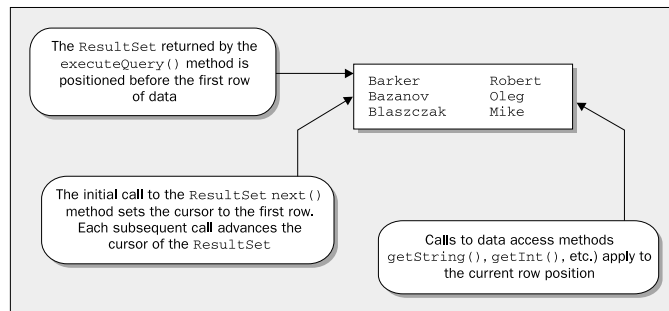 The ResultSet returned by the
executeQuery() method is
positioned before the first row
of data
Barker Robert
Bazanov Oleg
Blaszczak Mike
The initial call to the ResultSet next()
method sets the cursor to the first row.
Each subsequent call advances the
cursor of the ResultSet
Calls to data access methods
getString(), getInt(), etc.) apply to
the current row position